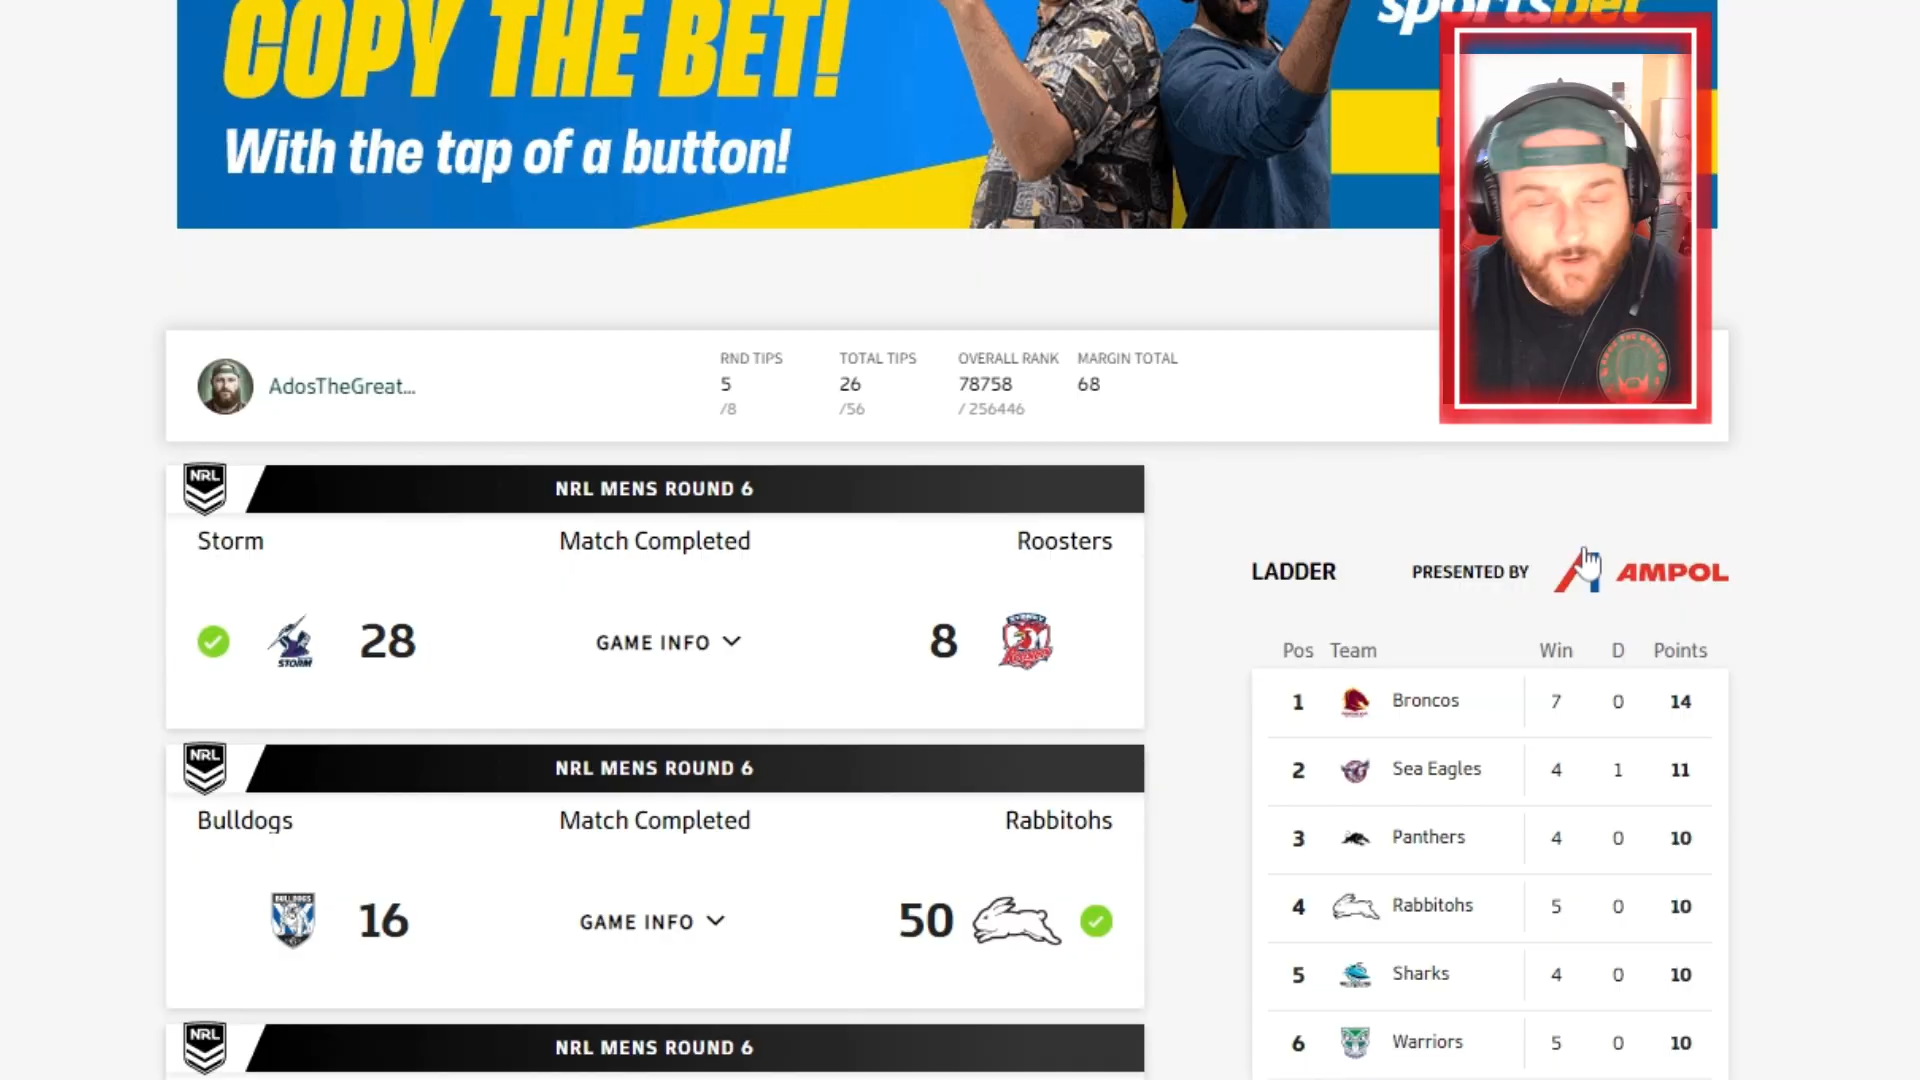 COPY THE BET!
With the tap of a button!
sportsbet
AdosTheGreat...
RND TIPS TOTAL TIPS OVERALL RANK MARGIN TOTAL
5 26 78758 68
/8 /56 / 256446
NRL
NRL MENS ROUND 6
Storm Match Completed Roosters
STORM 28 GAME INFO 8 Roosters
NRL
NRL MENS ROUND 6
Bulldogs Match Completed Rabbitohs
BULLDOGS 16 GAME INFO 50
NRL
NRL MENS ROUND 6
LADDER PRESENTED BY AMPOL
Pos Team Win D Points
1 Broncos 7 0 14
2 Sea Eagles 4 1 11
3 Panthers 4 0 10
4 Rabbitohs 5 0 10
5 Sharks 4 0 10
6 Warriors 5 0 10